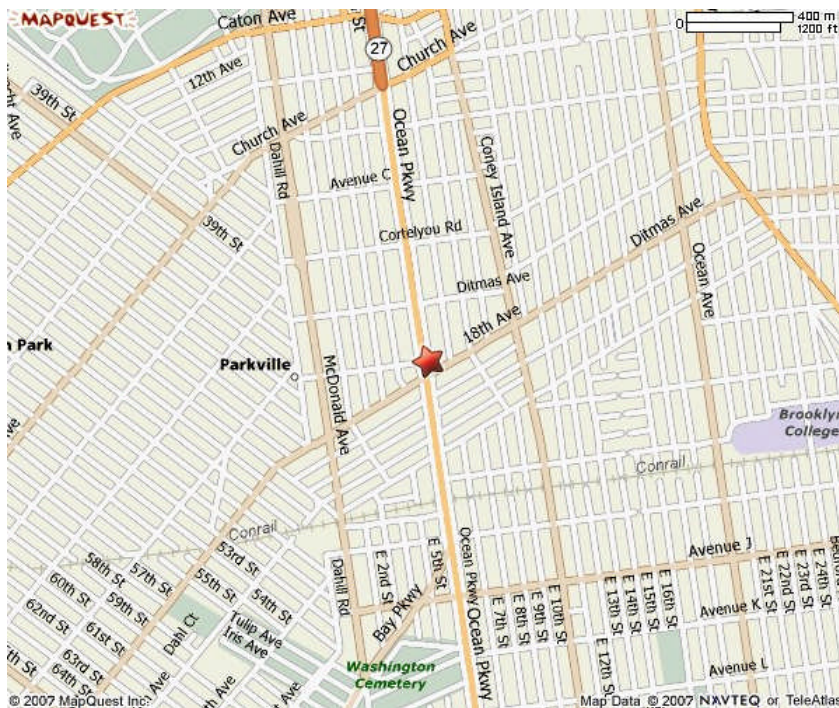 MAPQUEST
Caton Ave
400 m
0
1200 ft
27
Church Ave
12th Ave
39th St
Church Ave
Ocean Pkwy
Dahill Rd
Avenue C
Coney Island Ave
39th St
Cortelyou Rd
Ditmas Ave
Ditmas Ave
Ocean Ave
18th Ave
n Park
Parkville
McDonald Ave
Brooklyn
College
Conrail
Conrail
53rd St
58th St
57th St
55th St
54th St
60th St
59th St
62nd St
61st St
63rd St
64th St
Dahl Ct
Tulip Ave
Iris Ave
Dahill Rd
E 2nd St
E 5th St
Bay Pkwy
Ocean Pkwy
Ocean Pkwy
Avenue J
E 7th St
E 8th St
E 9th St
E 10th St
E 12th St
E 13th St
E 14th St
E 15th St
E 16th St
E 21st St
E 22nd St
E 23rd St
E 24th St
Avenue K
Avenue L
Washington
Cemetery
© 2007 MapQuest Inc.
Map Data © 2007 NAVTEQ or TeleAtlas